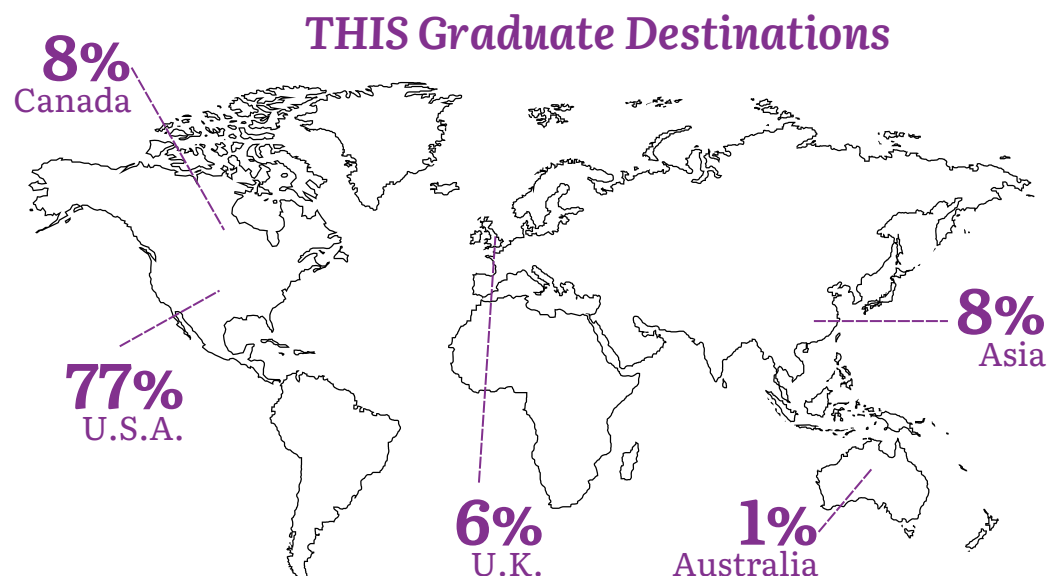 THIS Graduate Destinations
8%
Canada
8%
Asia
77%
U.S.A.
6%
U.K.
1%
Australia